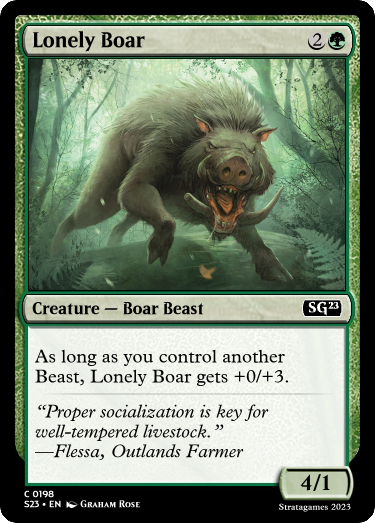 Lonely Boar 2
Creature — Boar Beast SG23
As long as you control another
Beast, Lonely Boar gets +0/+3.
“Proper socialization is key for
well-tempered livestock.”
—Flessa, Outlands Farmer
4/1
C 0198
S23 • EN Graham Rose
Stratagames 2023